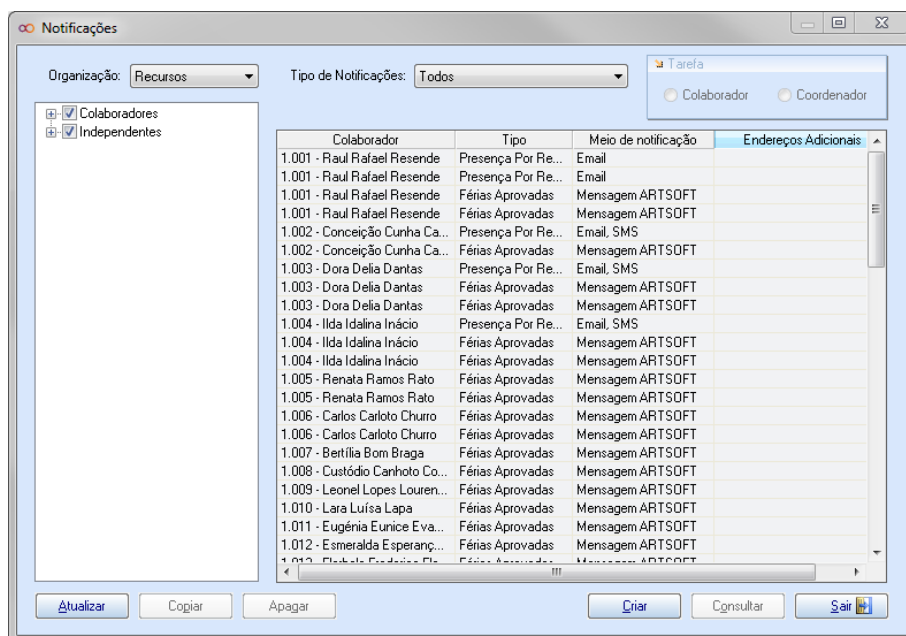 Notificações
Organização: Recursos
Tipo de Notificações: Todos
Tarefa
Colaborador Coordenador
Colaboradores
Independentes
Colaborador Tipo Meio de notificação Endereços Adicionais
1.001 - Raul Rafael Resende Presença Por Re... Email
1.001 - Raul Rafael Resende Presença Por Re... Email
1.001 - Raul Rafael Resende Férias Aprovadas Mensagem ARTSOFT
1.001 - Raul Rafael Resende Férias Aprovadas Mensagem ARTSOFT
1.002 - Conceição Cunha Ca... Presença Por Re... Email, SMS
1.002 - Conceição Cunha Ca... Férias Aprovadas Mensagem ARTSOFT
1.003 - Dora Delia Dantas Presença Por Re... Email, SMS
1.003 - Dora Delia Dantas Férias Aprovadas Mensagem ARTSOFT
1.003 - Dora Delia Dantas Férias Aprovadas Mensagem ARTSOFT
1.004 - Ilda Idalina Inácio Presença Por Re... Email, SMS
1.004 - Ilda Idalina Inácio Férias Aprovadas Mensagem ARTSOFT
1.004 - Ilda Idalina Inácio Férias Aprovadas Mensagem ARTSOFT
1.005 - Renata Ramos Rato Férias Aprovadas Mensagem ARTSOFT
1.005 - Renata Ramos Rato Férias Aprovadas Mensagem ARTSOFT
1.006 - Carlos Carloto Churro Férias Aprovadas Mensagem ARTSOFT
1.006 - Carlos Carloto Churro Férias Aprovadas Mensagem ARTSOFT
1.007 - Bertília Bom Braga Férias Aprovadas Mensagem ARTSOFT
1.008 - Custódio Canhoto Co... Férias Aprovadas Mensagem ARTSOFT
1.009 - Leonel Lopes Louren... Férias Aprovadas Mensagem ARTSOFT
1.010 - Lara Luísa Lapa Férias Aprovadas Mensagem ARTSOFT
1.011 - Eugénia Eunice Eva... Férias Aprovadas Mensagem ARTSOFT
1.012 - Esmeralda Esperanç... Férias Aprovadas Mensagem ARTSOFT
Atualizar Copiar Apagar Criar Consultar Sair